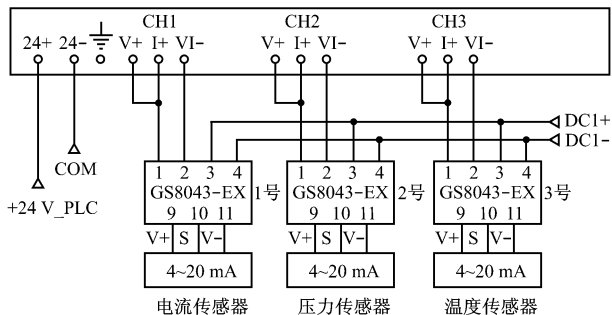 CH1 CH2 CH3
24+ 24- V+ I+ VI- V+ I+ VI- V+ I+ VI-
DC1+
DC1-
COM
+24 V_PLC
1 2 3 4 1 2 3 4 1 2 3 4
GS8043-EX 1号 GS8043-EX 2号 GS8043-EX 3号
9 10 11 9 10 11 9 10 11
V+ S V- V+ S V- V+ S V-
4~20 mA 4~20 mA 4~20 mA
电流传感器 压力传感器 温度传感器